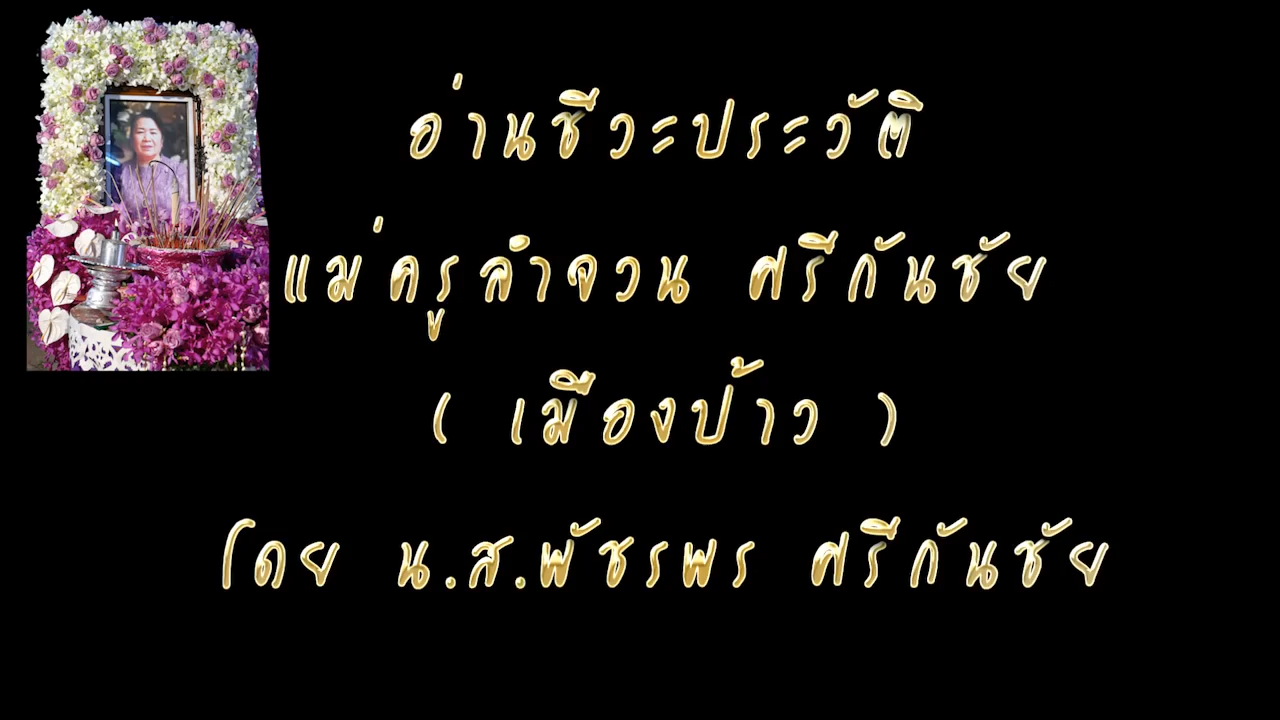 อ่านชีวะประวัติ
แม่ครูลำจวน ศรีกันชัย
( เมืองป้าว )
โดย น.ส.พัชรพร ศรีกันชัย